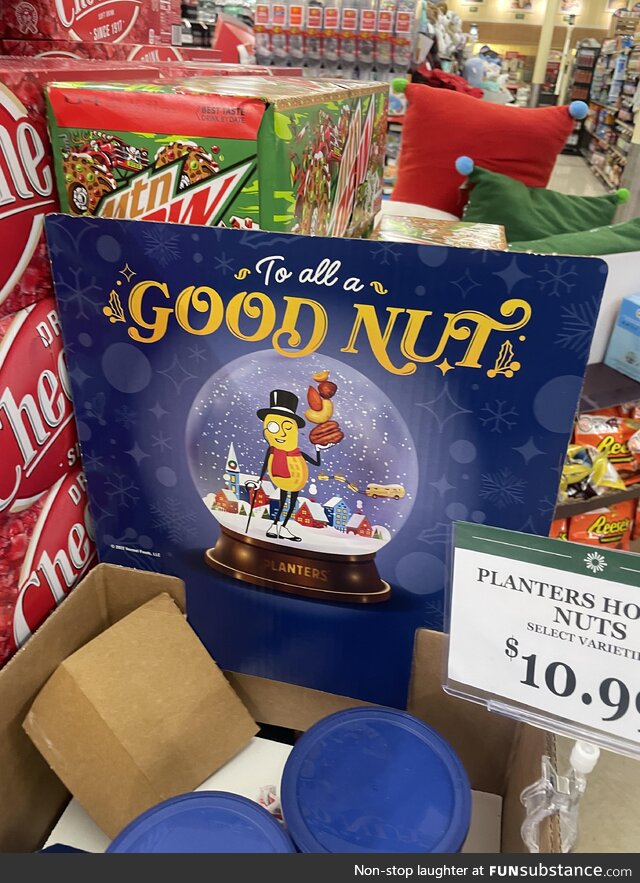 SINCE 1917
BEST-TASTE
Mtn
DEW
To all a
GOOD NUT
PLANTERS
Reese's
PLANTERS HO
NUTS
SELECT VARIETI
$10.9
Non-stop laughter at FUNsubstance.com